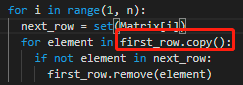 for i in range(1, n):
next_row = set(Matrix[i])
for element in first_row.copy():
if not element in next_row:
first_row.remove(element)